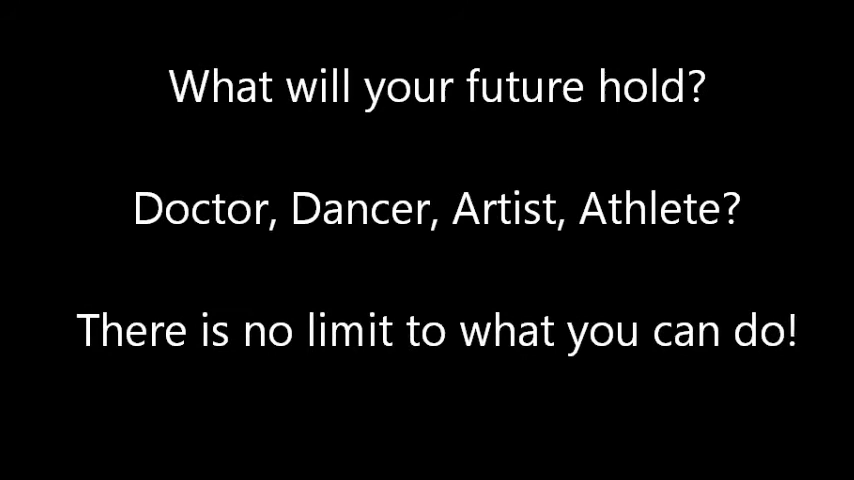 What will your future hold?
Doctor, Dancer, Artist, Athlete?
There is no limit to what you can do!